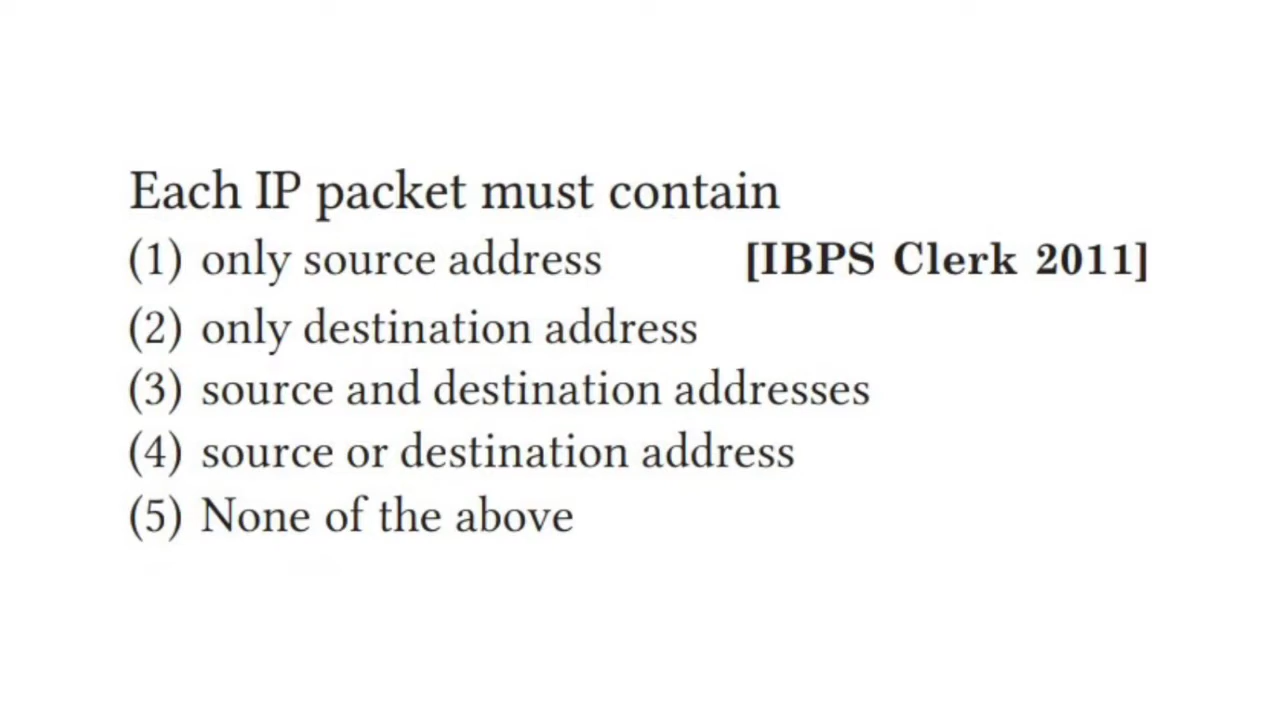 Each IP packet must contain
(1) only source address [IBPS Clerk 2011]
(2) only destination address
(3) source and destination addresses
(4) source or destination address
(5) None of the above